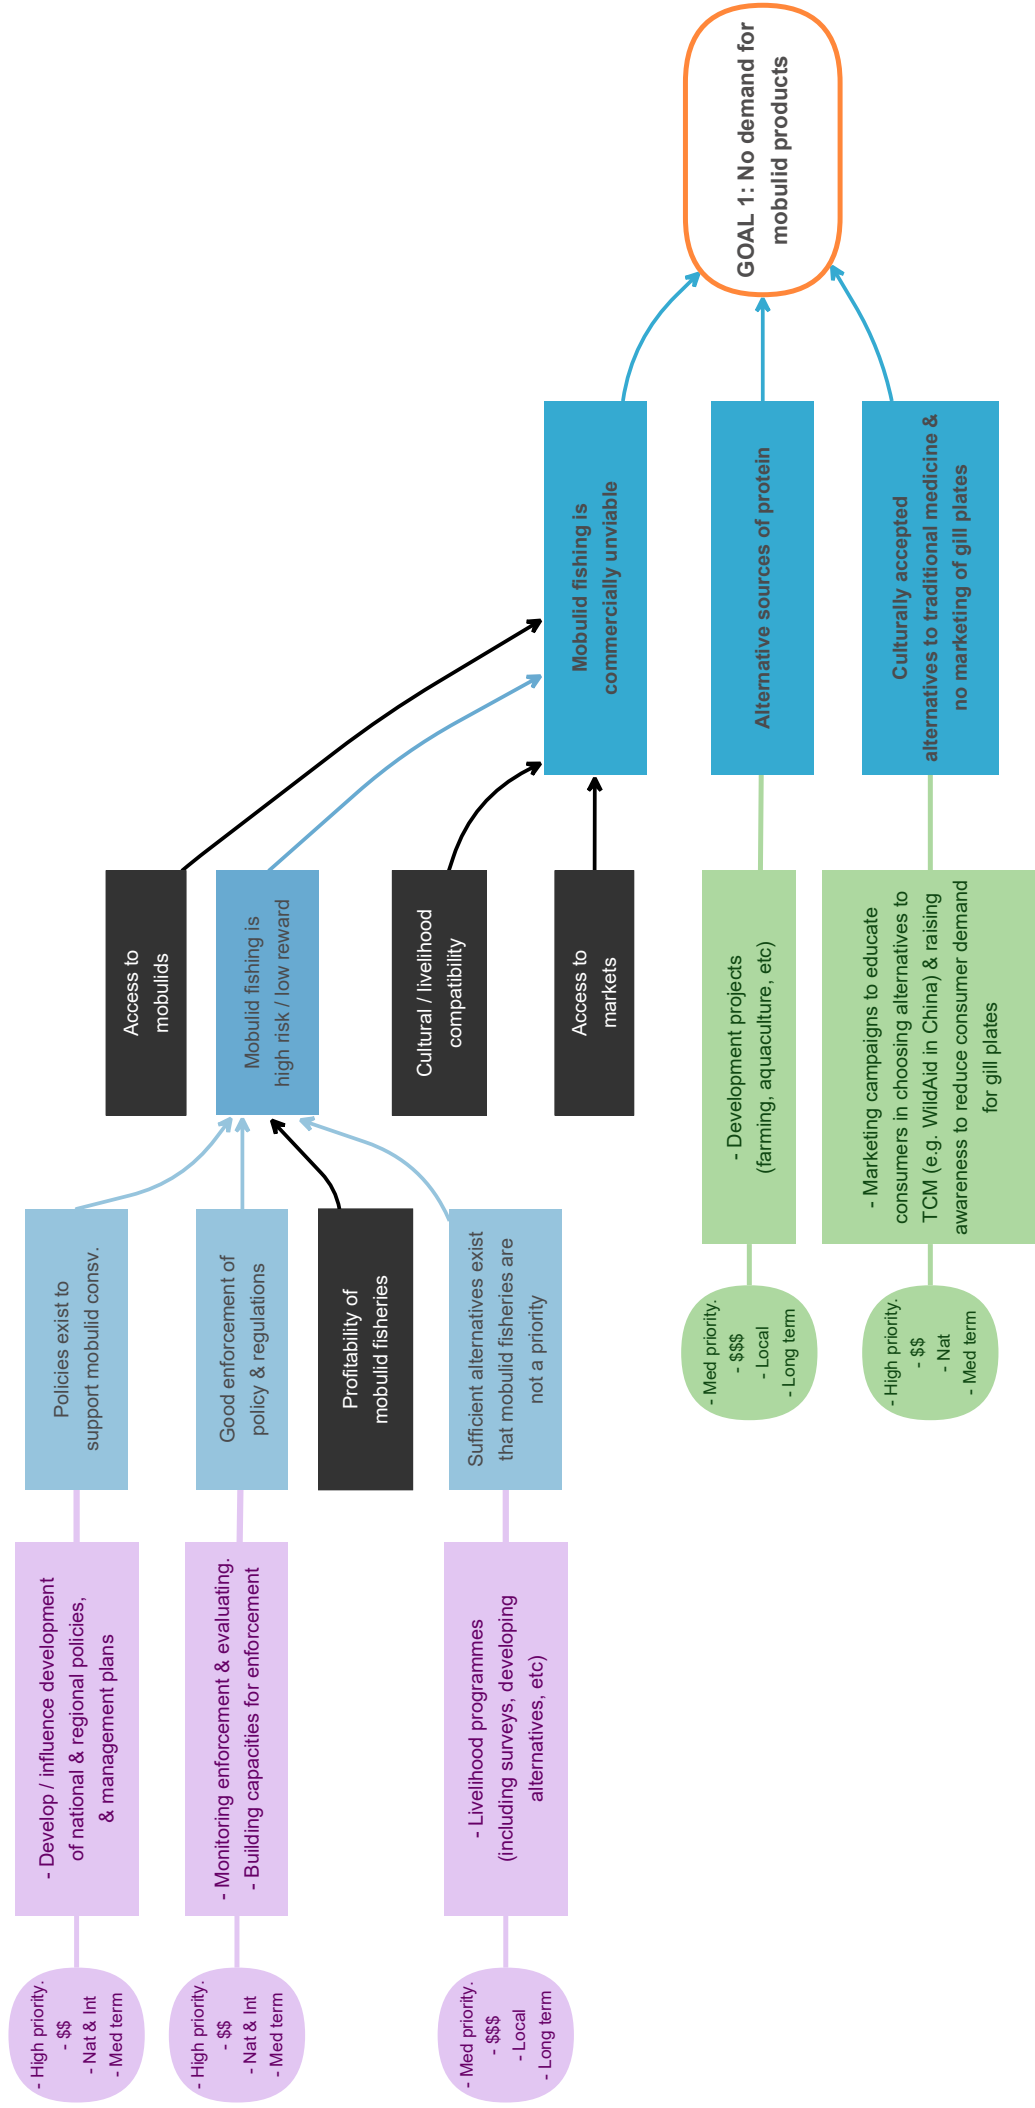 GOAL 1: No demand for
mobulid products
Mobulid fishing is
commercially unviable
Alternative sources of protein
Culturally accepted
alternatives to traditional medicine &
no marketing of gill plates
Access to
mobulids
Mobulid fishing is
high risk / low reward
Cultural / livelihood
compatibility
Access to
markets
- Development projects
(farming, aquaculture, etc)
- Marketing campaigns to educate
consumers in choosing alternatives to
TCM (e.g. WildAid in China) & raising
awareness to reduce consumer demand
for gill plates
Policies exist to
support mobulid consv.
Good enforcement of
policy & regulations
Profitability of
mobulid fisheries
Sufficient alternatives exist
that mobulid fisheries are
not a priority
- Med priority.
- $$$
- Local
- Long term
- High priority.
- $$
- Nat
- Med term
- Develop / influence development
of national & regional policies,
& management plans
- Monitoring enforcement & evaluating.
- Building capacities for enforcement
- Livelihood programmes
(including surveys, developing
alternatives, etc)
- High priority.
- $$
- Nat & Int
- Med term
- High priority.
- $$
- Nat & Int
- Med term
- Med priority.
- $$$
- Local
- Long term